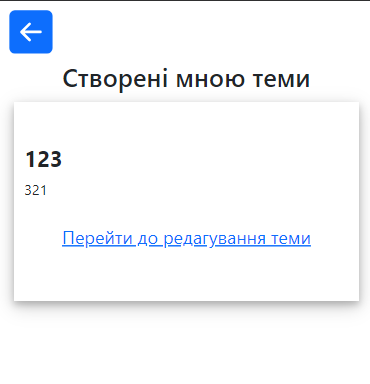 Створені мною теми
123
321
Перейти до редагування теми